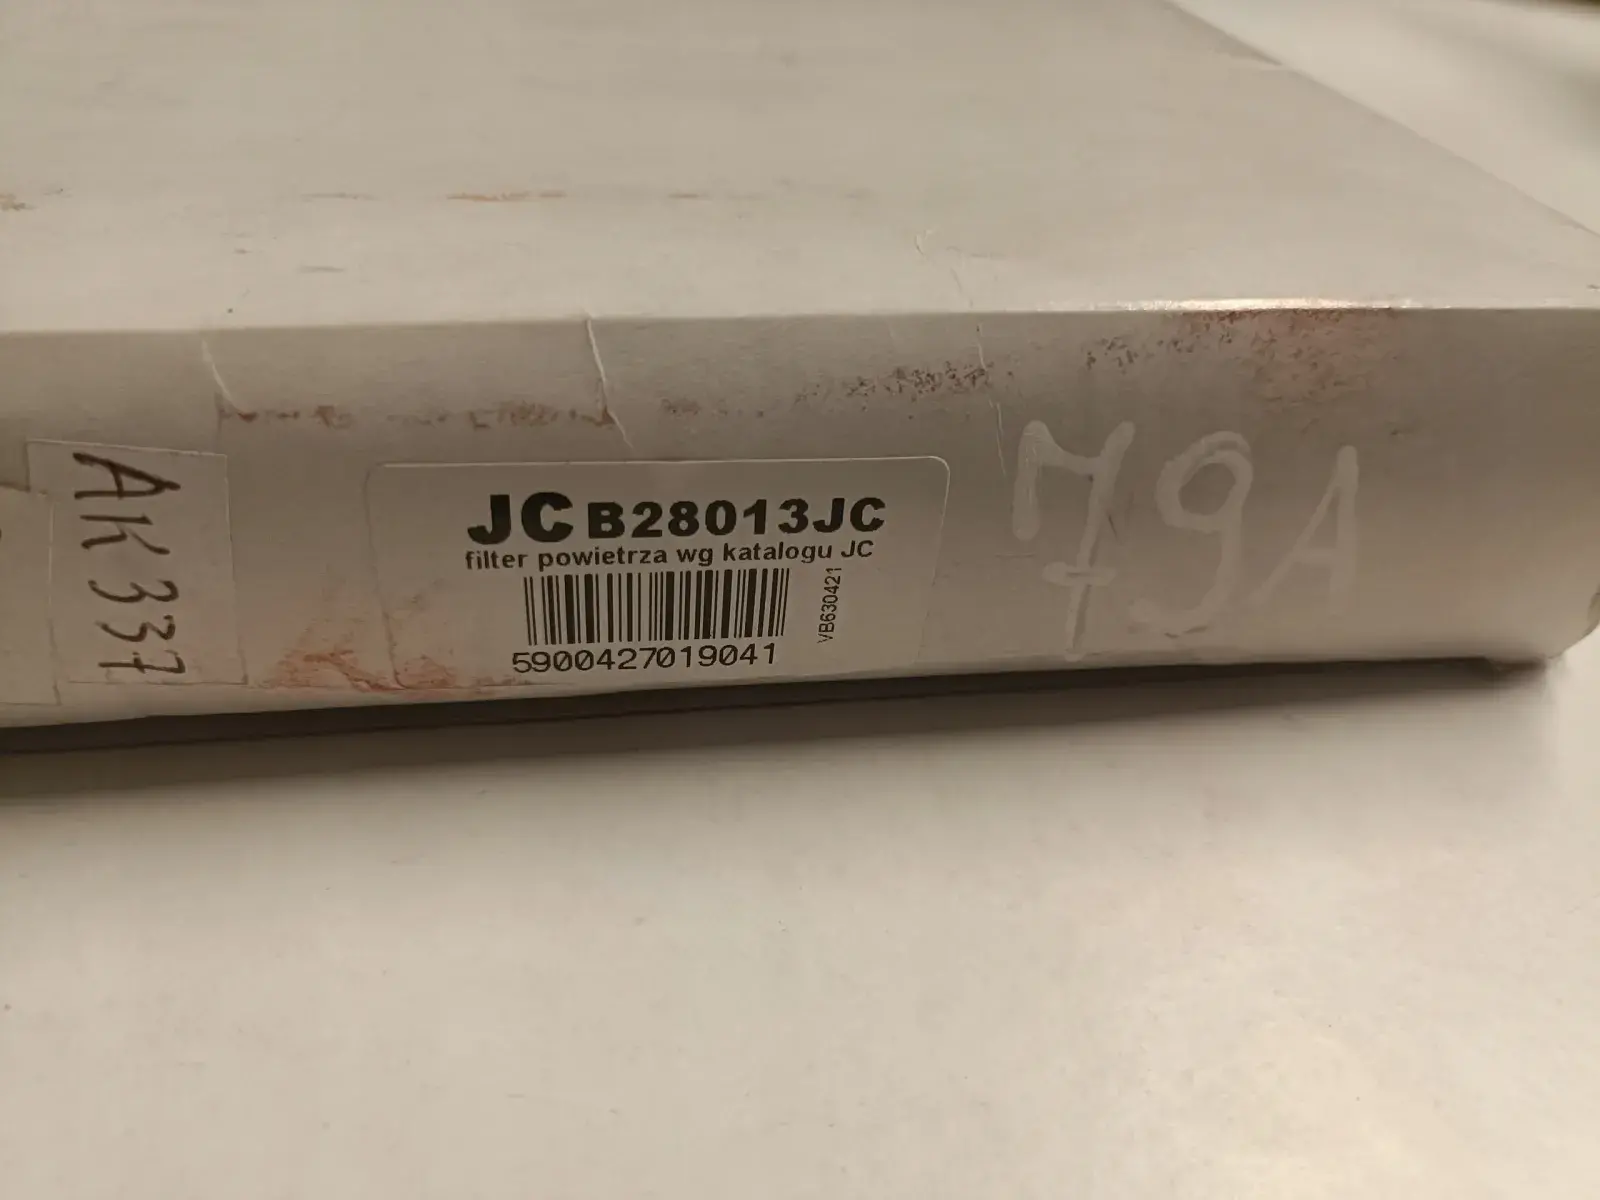 AK 337
JC B28013JC
filter powietrza wg katalogu JC
VB630421
5900427019041
79A